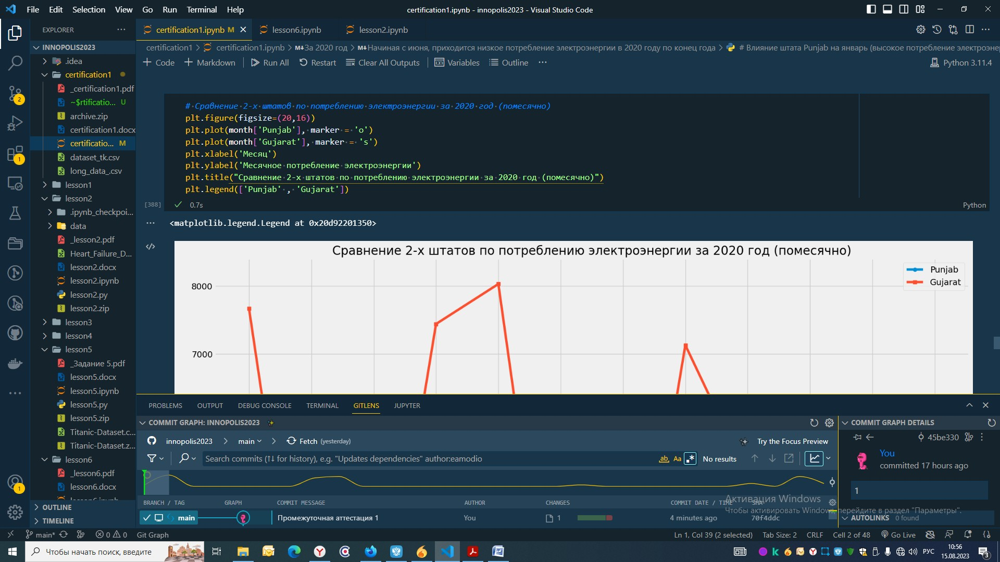 File Edit Selection View Go Run Terminal Help
certification1.ipynb - innopolis2023 - Visual Studio Code
EXPLORER
certification1.ipynb M
lesson6.ipynb
lesson2.ipynb
INNOPOLIS2023
.idea
certification1
_certification1.pdf
~$rtificatio... U
archive.zip
certification1.docx
certificatio... M
dataset_tk.csv
long_data_.csv
lesson1
lesson2
.ipynb_checkpoi...
data
_lesson2.pdf
Heart_Failure_D...
lesson2.docx
lesson2.ipynb
lesson2.py
lesson2.zip
lesson3
lesson4
lesson5
_Задание 5.pdf
lesson5.docx
lesson5.ipynb
lesson5.py
lesson5.zip
Titanic-Dataset.c...
Titanic-Dataset.z...
lesson6
_lesson6.pdf
lesson6.docx
OUTLINE
TIMELINE
certification1 > certification1.ipynb > За 2020 год > Начиная с июня, приходится низкое потребление электроэнергии в 2020 году по конец года > # Влияние штата Punjab на январь (высокое потребление электроэне
Code Markdown Run All Restart Clear All Outputs Variables Outline ... Python 3.11.4
# Сравнение 2-х штатов по потреблению электроэнергии за 2020 год (помесячно)
plt.figure(figsize=(20,16))
plt.plot(month['Punjab'], marker = 'o')
plt.plot(month['Gujarat'], marker = 's')
plt.xlabel('Месяц')
plt.ylabel('Месячное потребление электроэнергии')
plt.title("Сравнение 2-х штатов по потреблению электроэнергии за 2020 год (помесячно)")
plt.legend(['Punjab' , 'Gujarat'])
[388] 0.7s Python
<matplotlib.legend.Legend at 0x20d92201350>
Сравнение 2-х штатов по потреблению электроэнергии за 2020 год (помесячно)
Punjab
Gujarat
8000
7000
PROBLEMS OUTPUT DEBUG CONSOLE TERMINAL GITLENS JUPYTER
COMMIT GRAPH: INNOPOLIS2023
innopolis2023 > main > Fetch (yesterday)
Try the Focus Preview
Search commits (↑↓ for history), e.g. "Updates dependencies" author:eamodio
ab Aa .* No results
BRANCH / TAG GRAPH COMMIT MESSAGE AUTHOR CHANGES COMMIT DATE / TIME SHA
main Промежуточная аттестация 1 You 1 4 minutes ago 70f4ddc
COMMIT GRAPH DETAILS
45be330
You
committed 17 hours ago
1
AUTOLINKS 0 found
Активация Windows
Чтобы активировать Windows, перейдите в раздел "Параметры".
2
1
1
main* 0 0 Git Graph
Ln 1, Col 39 (2 selected) Tab Size: 2 CRLF Cell 2 of 48 Go Live
Чтобы начать поиск, введите
РУС
10:56
15.08.2023
3